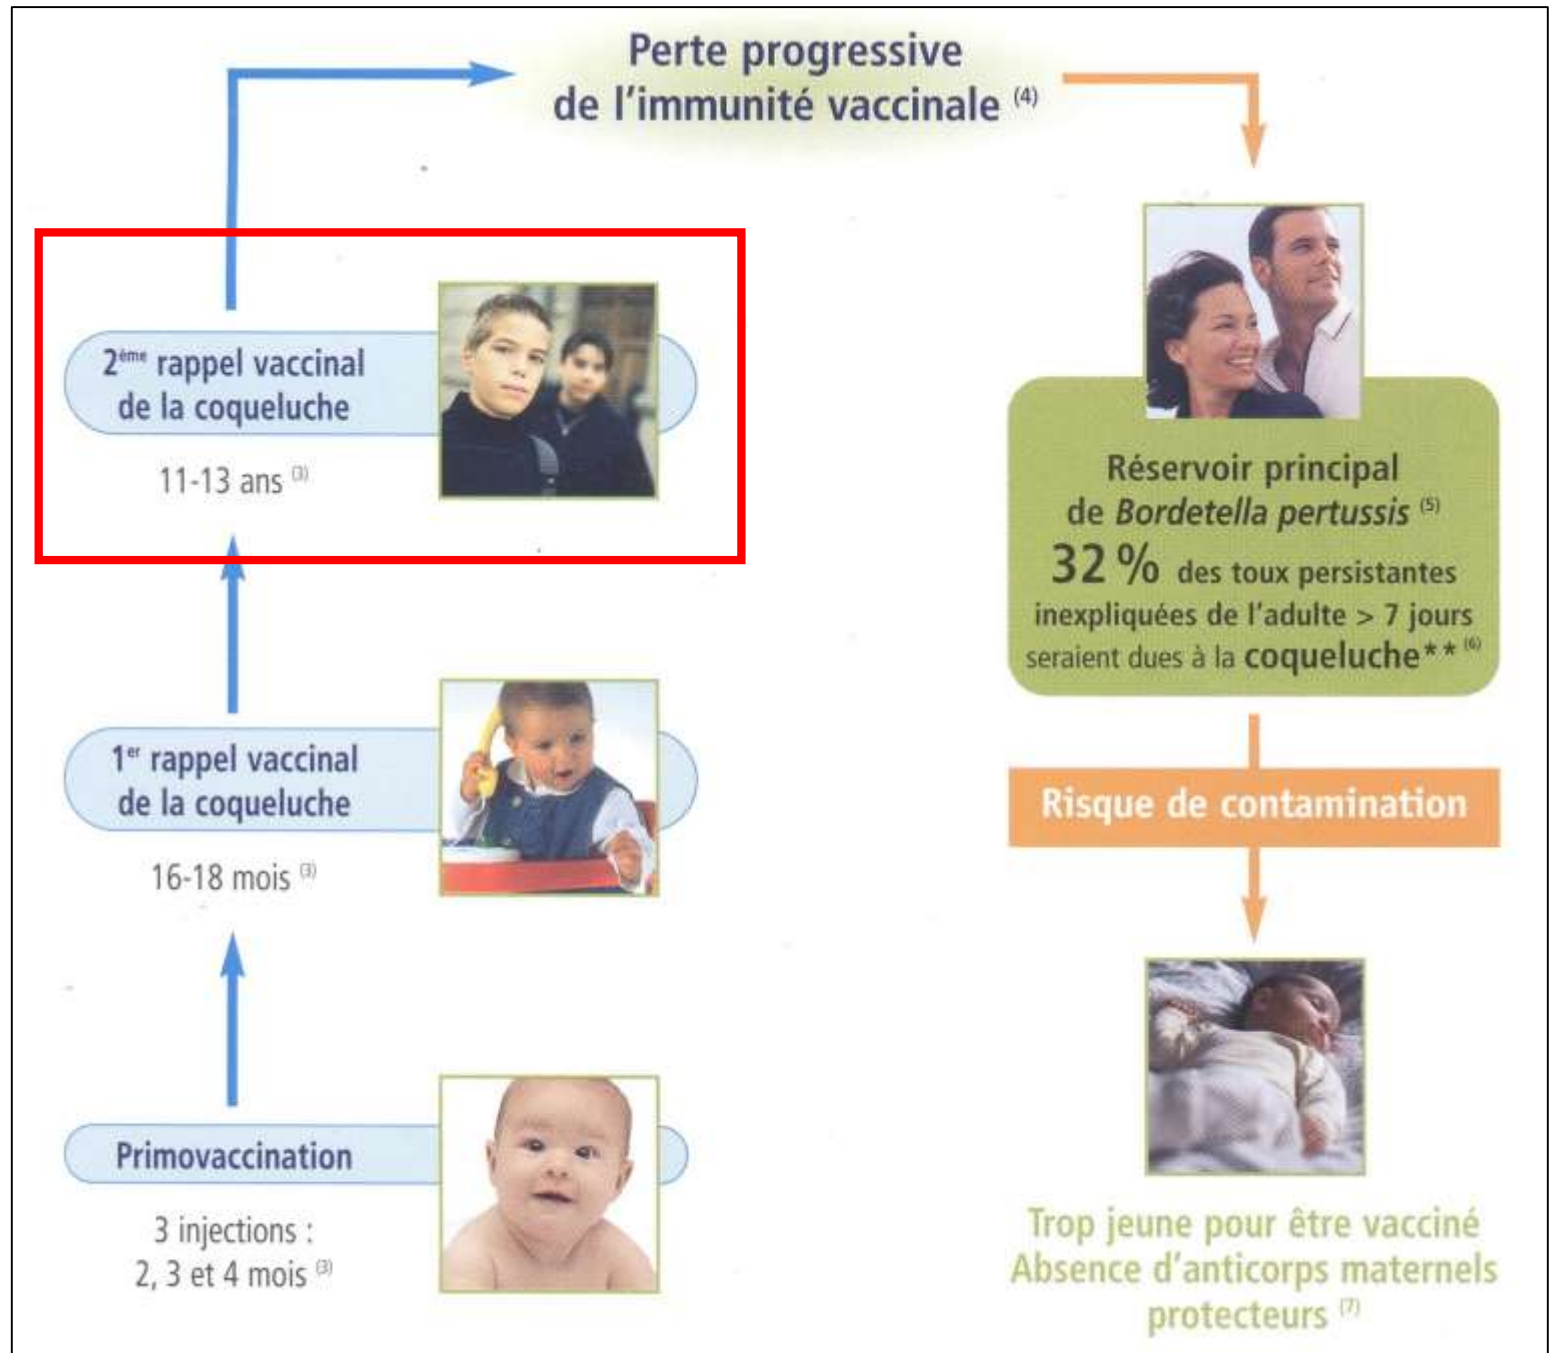 Perte progressive
de l'immunité vaccinale (4)
2ème rappel vaccinal
de la coqueluche
11-13 ans (3)
1er rappel vaccinal
de la coqueluche
16-18 mois (3)
Primovaccination
3 injections :
2, 3 et 4 mois (3)
Réservoir principal
de Bordetella pertussis (5)
32 % des toux persistantes
inexpliquées de l'adulte > 7 jours
seraient dues à la coqueluche** (6)
Risque de contamination
Trop jeune pour être vacciné
Absence d'anticorps maternels
protecteurs (7)